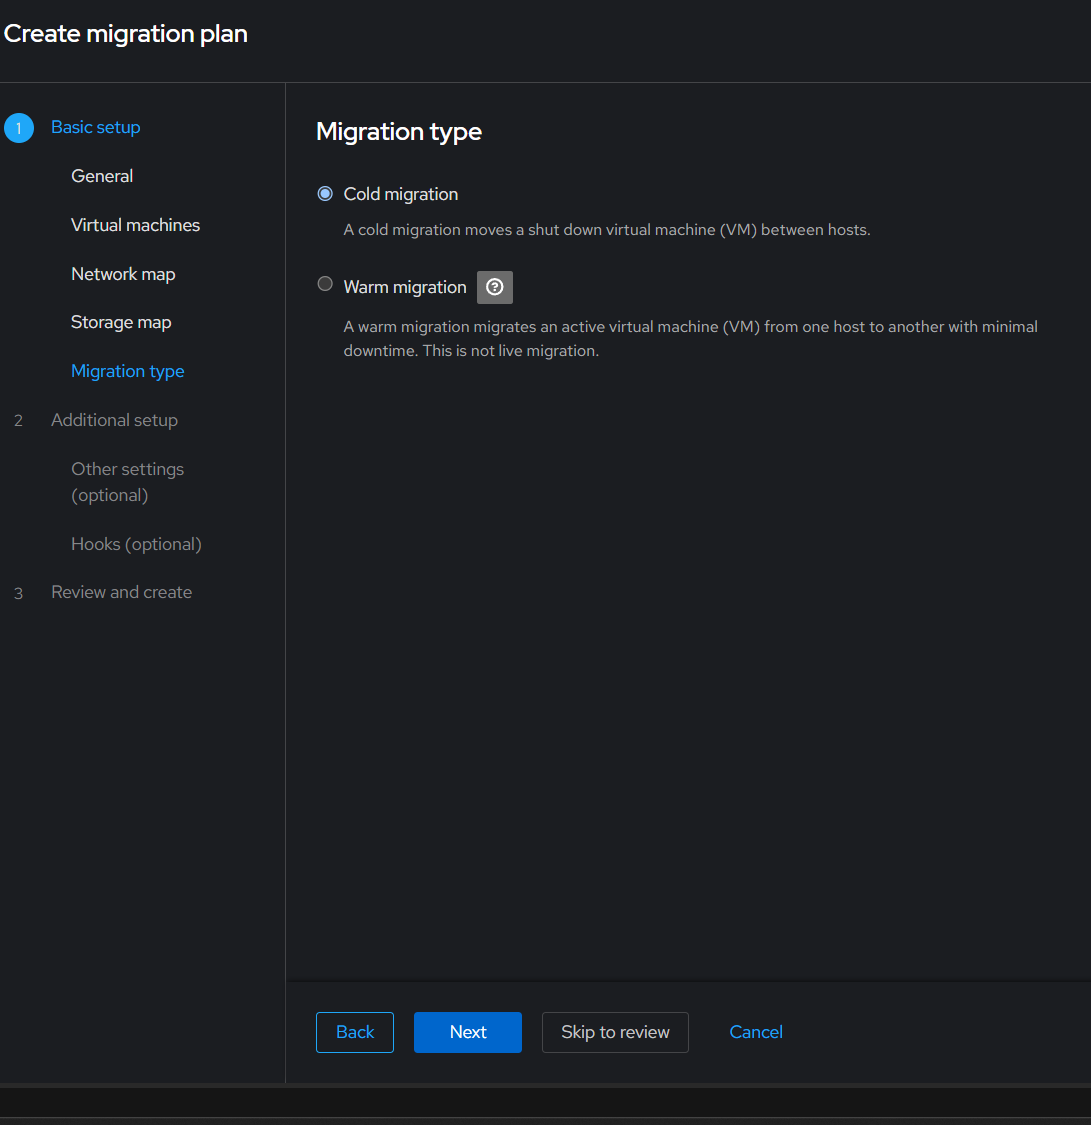 Create migration plan
1 Basic setup
General
Virtual machines
Network map
Storage map
Migration type
2 Additional setup
Other settings
(optional)
Hooks (optional)
3 Review and create
Migration type
Cold migration
A cold migration moves a shut down virtual machine (VM) between hosts.
Warm migration
A warm migration migrates an active virtual machine (VM) from one host to another with minimal
downtime. This is not live migration.
Back Next Skip to review Cancel